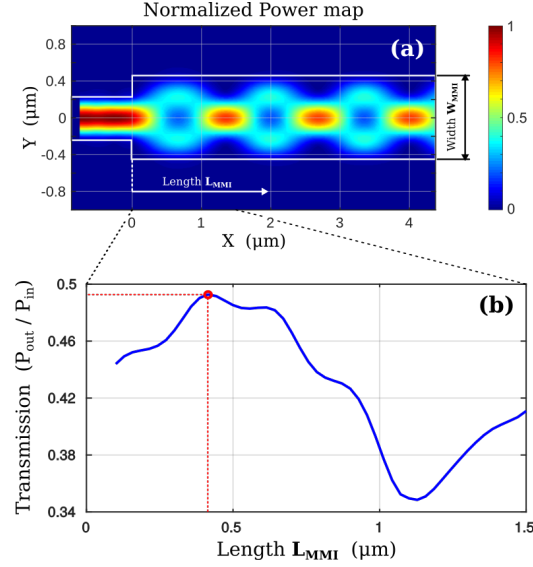 Normalized Power map
(a)
Y (μm)
0.8
0.4
0
-0.4
-0.8
Width W_MMI
Length L_MMI
0 1 2 3 4
X (μm)
1
0.5
0
(b)
Transmission (P_out / P_in)
0.5
0.46
0.42
0.38
0.34
0 0.5 1 1.5
Length L_MMI (μm)